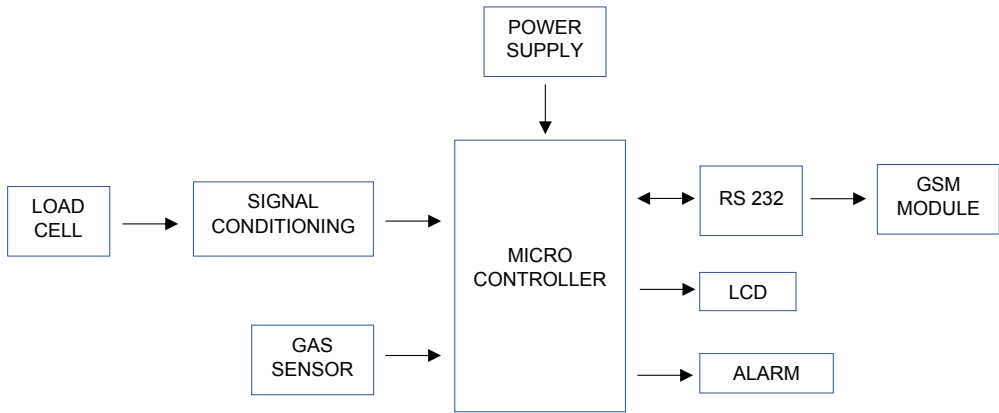 POWER
SUPPLY
LOAD
CELL
SIGNAL
CONDITIONING
MICRO
CONTROLLER
RS 232
GSM
MODULE
LCD
GAS
SENSOR
ALARM